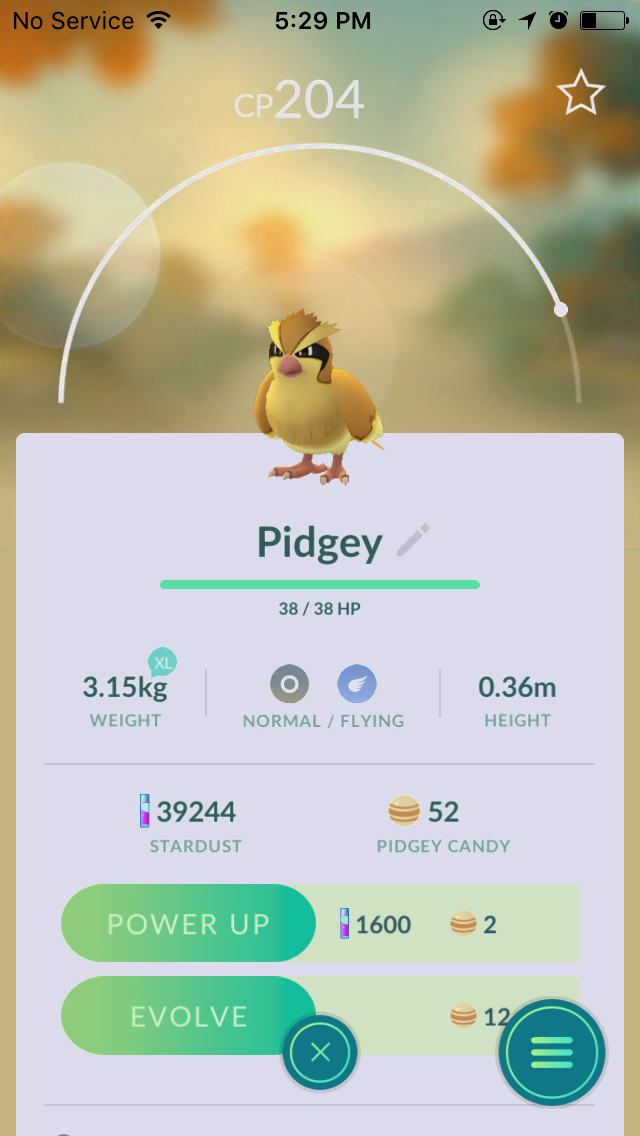 No Service 5:29 PM
CP204
Pidgey
38 / 38 HP
XL
3.15kg 0.36m
WEIGHT NORMAL / FLYING HEIGHT
39244 52
STARDUST PIDGEY CANDY
POWER UP 1600 2
EVOLVE 12